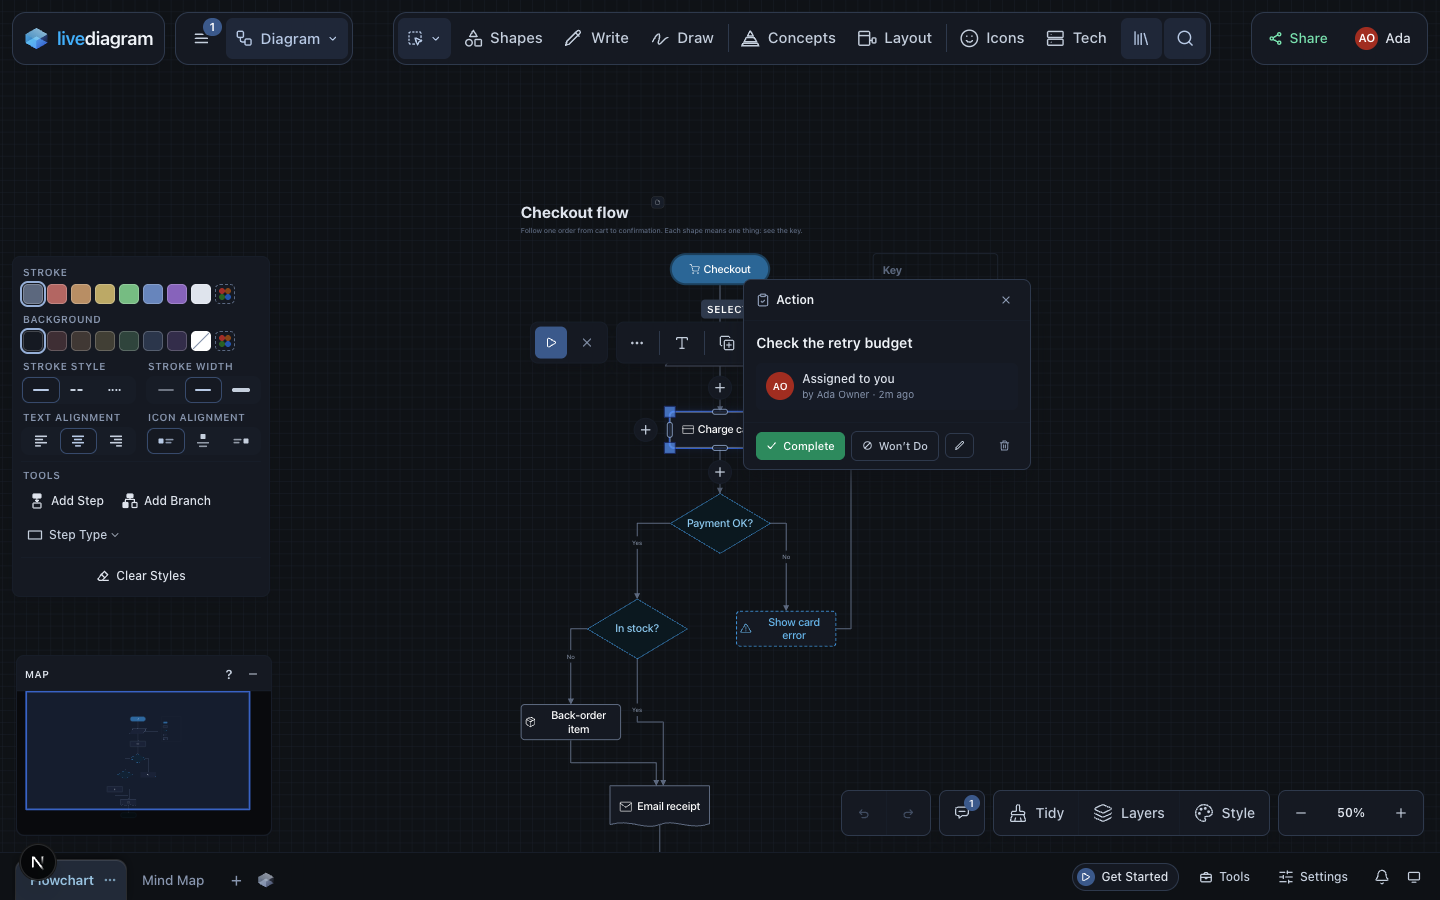 livediagram
1
Diagram
Shapes
Write
Draw
Concepts
Layout
Icons
Tech
Share
AO
Ada
Checkout flow
Follow one order from cart to confirmation. Each shape means one thing: see the key.
Checkout
Key
SELEC
STROKE
BACKGROUND
STROKE STYLE
STROKE WIDTH
TEXT ALIGNMENT
ICON ALIGNMENT
TOOLS
Add Step
Add Branch
Step Type
Clear Styles
Action
Check the retry budget
AO
Assigned to you
by Ada Owner · 2m ago
Complete
Won't Do
Charge ca
Payment OK?
Yes
No
In stock?
Show card
error
No
Yes
Back-order
item
Email receipt
MAP
?
1
Tidy
Layers
Style
50%
N
Flowchart
Mind Map
Get Started
Tools
Settings